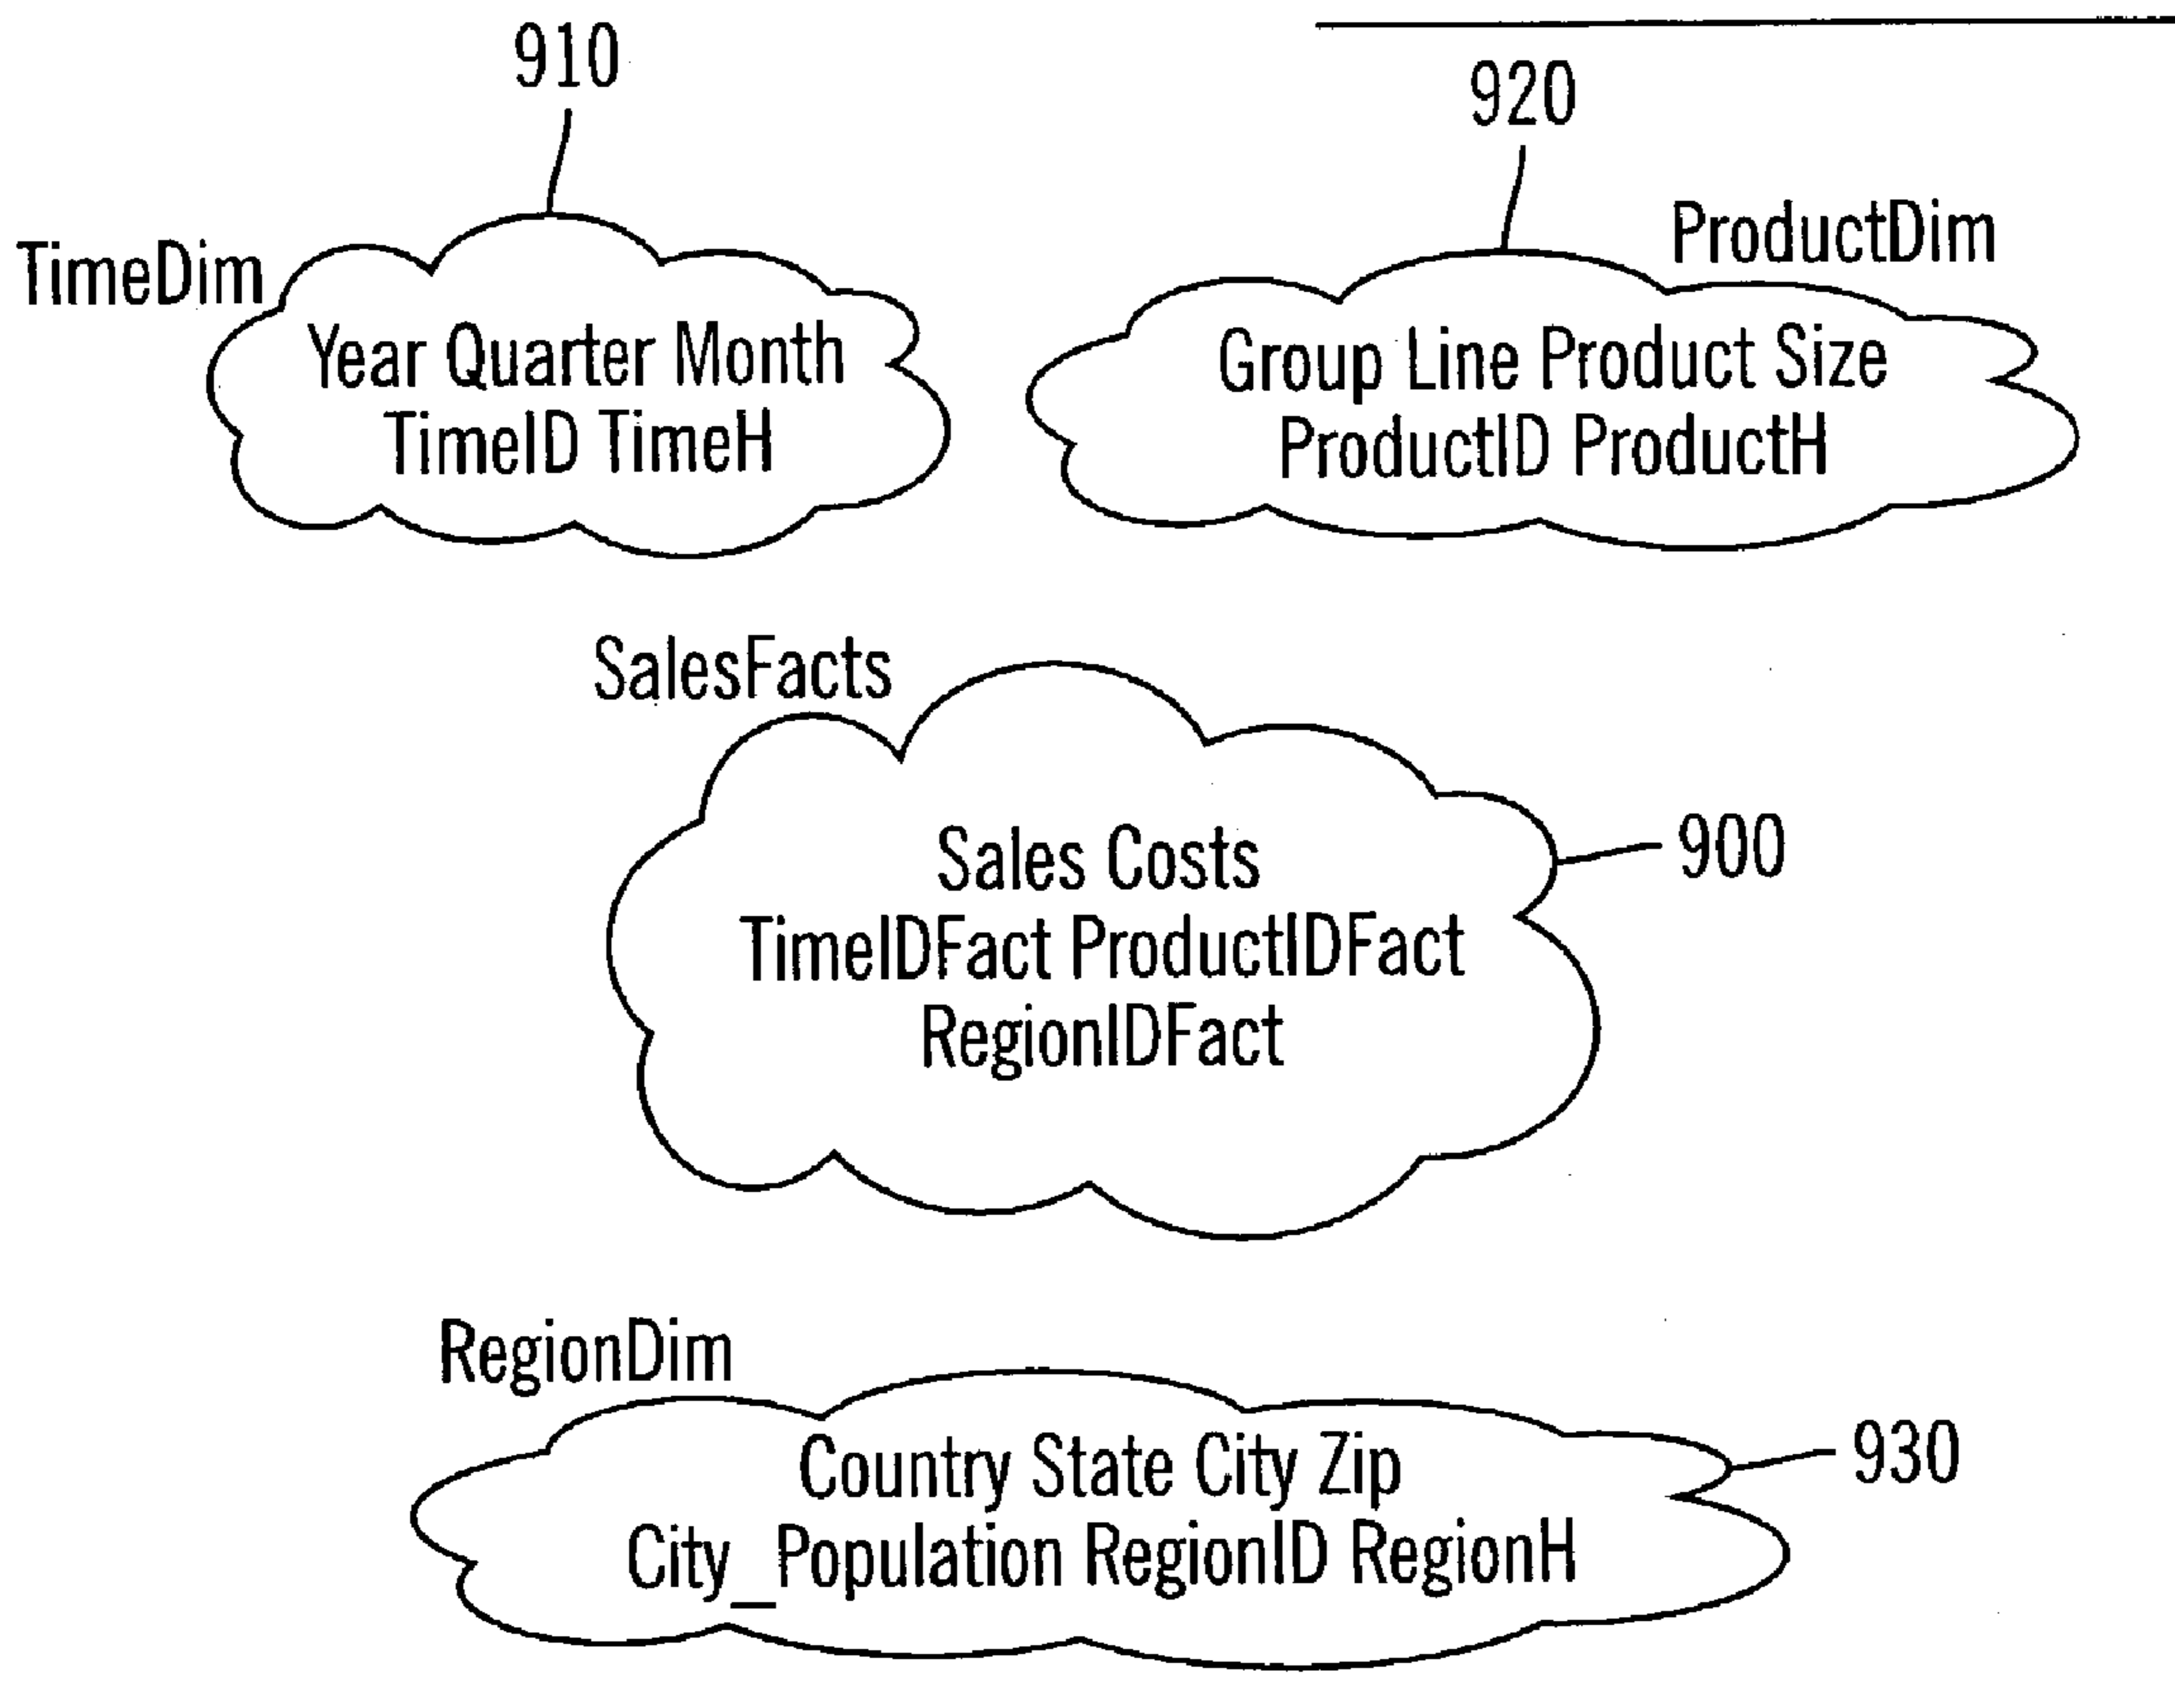 910
920
TimeDim
ProductDim
Year Quarter Month
TimeID TimeH
Group Line Product Size
ProductID ProductH
SalesFacts
Sales Costs
TimeIDFact ProductIDFact
RegionIDFact
900
RegionDim
Country State City Zip
City_Population RegionID RegionH
930